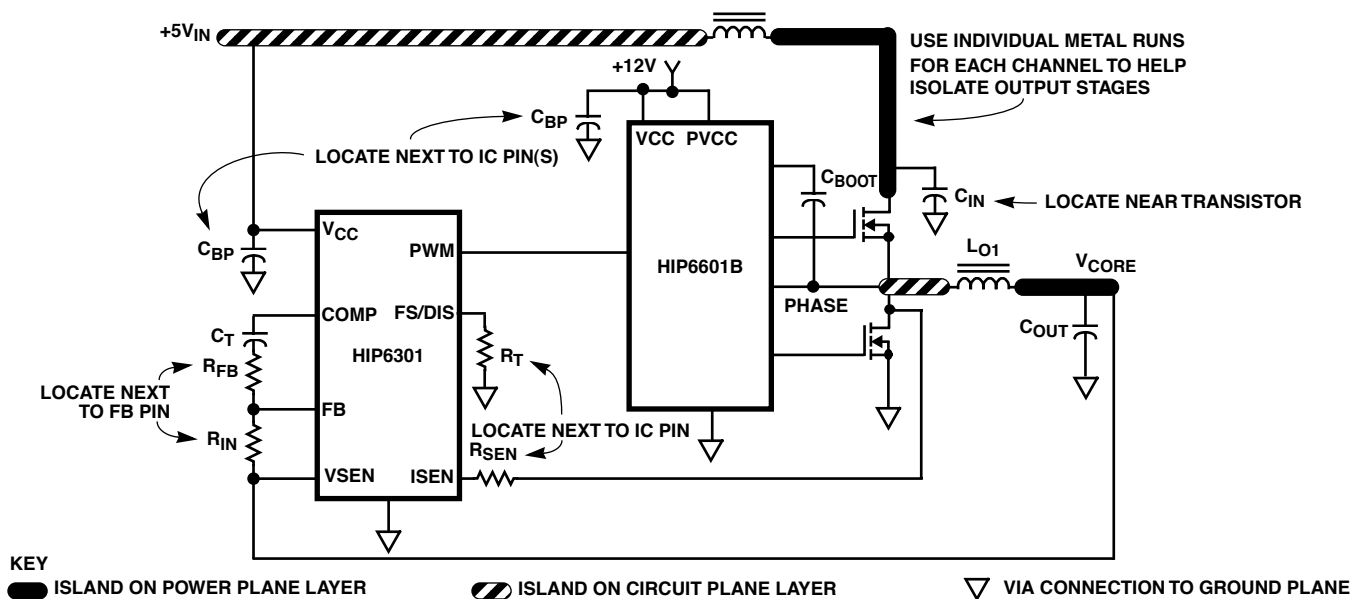 +5VIN
USE INDIVIDUAL METAL RUNS
FOR EACH CHANNEL TO HELP
ISOLATE OUTPUT STAGES
+12V
CBP
VCC PVCC
LOCATE NEXT TO IC PIN(S)
CBOOT
CIN
LOCATE NEAR TRANSISTOR
VCC
CBP
PWM
HIP6601B
LO1
VCORE
PHASE
COMP
FS/DIS
CT
HIP6301
RT
COUT
RFB
LOCATE NEXT
TO FB PIN
FB
RIN
LOCATE NEXT TO IC PIN
RSEN
VSEN
ISEN
KEY
ISLAND ON POWER PLANE LAYER
ISLAND ON CIRCUIT PLANE LAYER
VIA CONNECTION TO GROUND PLANE